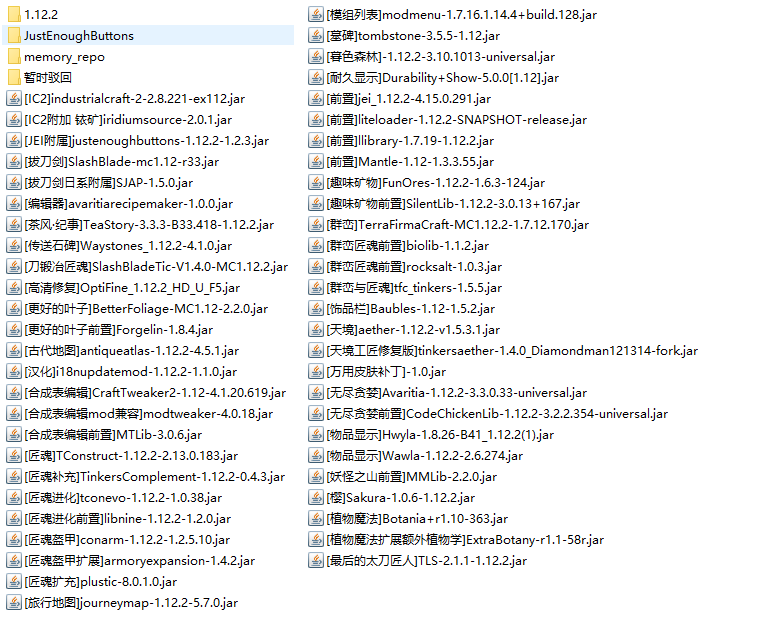 1.12.2
JustEnoughButtons
memory_repo
暂时驳回
[IC2]industrialcraft-2-2.8.221-ex112.jar
[IC2附加 铱矿]iridiumsource-2.0.1.jar
[JEI附属]justenoughbuttons-1.12.2-1.2.3.jar
[拔刀剑]SlashBlade-mc1.12-r33.jar
[拔刀剑日系附属]SJAP-1.5.0.jar
[编辑器]avaritiarecipemaker-1.0.0.jar
[茶风·纪事]TeaStory-3.3.3-B33.418-1.12.2.jar
[传送石碑]Waystones_1.12.2-4.1.0.jar
[刀锻冶匠魂]SlashBladeTic-V1.4.0-MC1.12.2.jar
[高清修复]OptiFine_1.12.2_HD_U_F5.jar
[更好的叶子]BetterFoliage-MC1.12-2.2.0.jar
[更好的叶子前置]Forgelin-1.8.4.jar
[古代地图]antiqueatlas-1.12.2-4.5.1.jar
[汉化]i18nupdatemod-1.12.2-1.1.0.jar
[合成表编辑]CraftTweaker2-1.12-4.1.20.619.jar
[合成表编辑mod兼容]modtweaker-4.0.18.jar
[合成表编辑前置]MTLib-3.0.6.jar
[匠魂]TConstruct-1.12.2-2.13.0.183.jar
[匠魂补充]TinkersComplement-1.12.2-0.4.3.jar
[匠魂进化]tconevo-1.12.2-1.0.38.jar
[匠魂进化前置]libnine-1.12.2-1.2.0.jar
[匠魂盔甲]conarm-1.12.2-1.2.5.10.jar
[匠魂盔甲扩展]armoryexpansion-1.4.2.jar
[匠魂扩充]plustic-8.0.1.0.jar
[旅行地图]journeymap-1.12.2-5.7.0.jar
[模组列表]modmenu-1.7.16.1.14.4+build.128.jar
[墓碑]tombstone-3.5.5-1.12.jar
[暮色森林]-1.12.2-3.10.1013-universal.jar
[耐久显示]Durability+Show-5.0.0[1.12].jar
[前置]jei_1.12.2-4.15.0.291.jar
[前置]liteloader-1.12.2-SNAPSHOT-release.jar
[前置]llibrary-1.7.19-1.12.2.jar
[前置]Mantle-1.12-1.3.3.55.jar
[趣味矿物]FunOres-1.12.2-1.6.3-124.jar
[趣味矿物前置]SilentLib-1.12.2-3.0.13+167.jar
[群峦]TerraFirmaCraft-MC1.12.2-1.7.12.170.jar
[群峦匠魂前置]biolib-1.1.2.jar
[群峦匠魂前置]rocksalt-1.0.3.jar
[群峦与匠魂]tfc_tinkers-1.5.5.jar
[饰品栏]Baubles-1.12-1.5.2.jar
[天境]aether-1.12.2-v1.5.3.1.jar
[天境工匠修复版]tinkersaether-1.4.0_Diamondman121314-fork.jar
[万用皮肤补丁]-1.0.jar
[无尽贪婪]Avaritia-1.12.2-3.3.0.33-universal.jar
[无尽贪婪前置]CodeChickenLib-1.12.2-3.2.2.354-universal.jar
[物品显示]Hwyla-1.8.26-B41_1.12.2(1).jar
[物品显示]Wawla-1.12.2-2.6.274.jar
[妖怪之山前置]MMLib-2.2.0.jar
[樱]Sakura-1.0.6-1.12.2.jar
[植物魔法]Botania+r1.10-363.jar
[植物魔法扩展额外植物学]ExtraBotany-r1.1-58r.jar
[最后的太刀匠人]TLS-2.1.1-1.12.2.jar